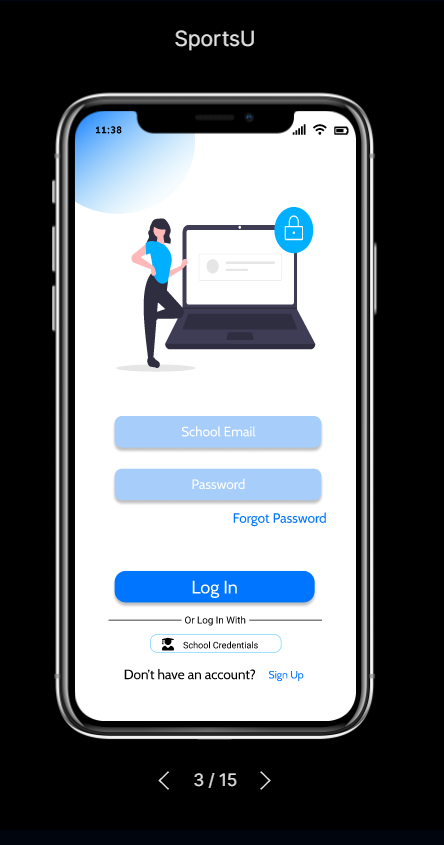 SportsU
11:38
School Email
Password
Forgot Password
Log In
Or Log In With
School Credentials
Don't have an account? Sign Up
3 / 15